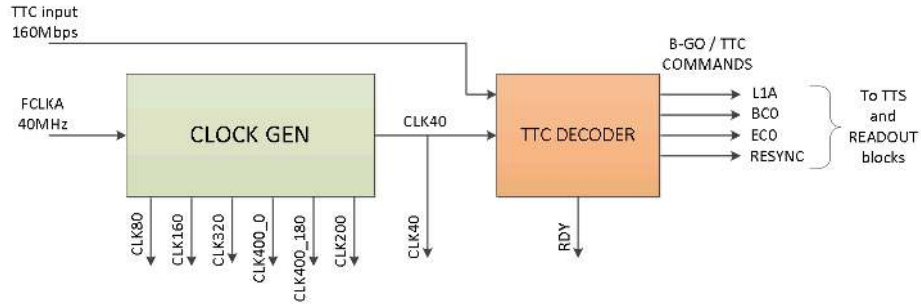 TTC input
160Mbps
B-GO / TTC
COMMANDS
FCLKA
40MHz
CLOCK GEN
CLK40
TTC DECODER
L1A
BC0
EC0
RESYNC
To TTS
and
READOUT
blocks
CLK80
CLK160
CLK320
CLK400_0
CLK400_180
CLK200
CLK40
RDY